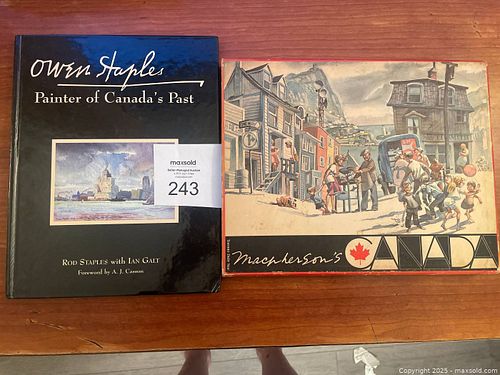 Owen Staples
Painter of Canada's Past
maxsold
243
ROD STAPLES with IAN GALT
Foreword by A. J. Casson
Macpherson's CANADA
Copyright 2025 - maxsold.com